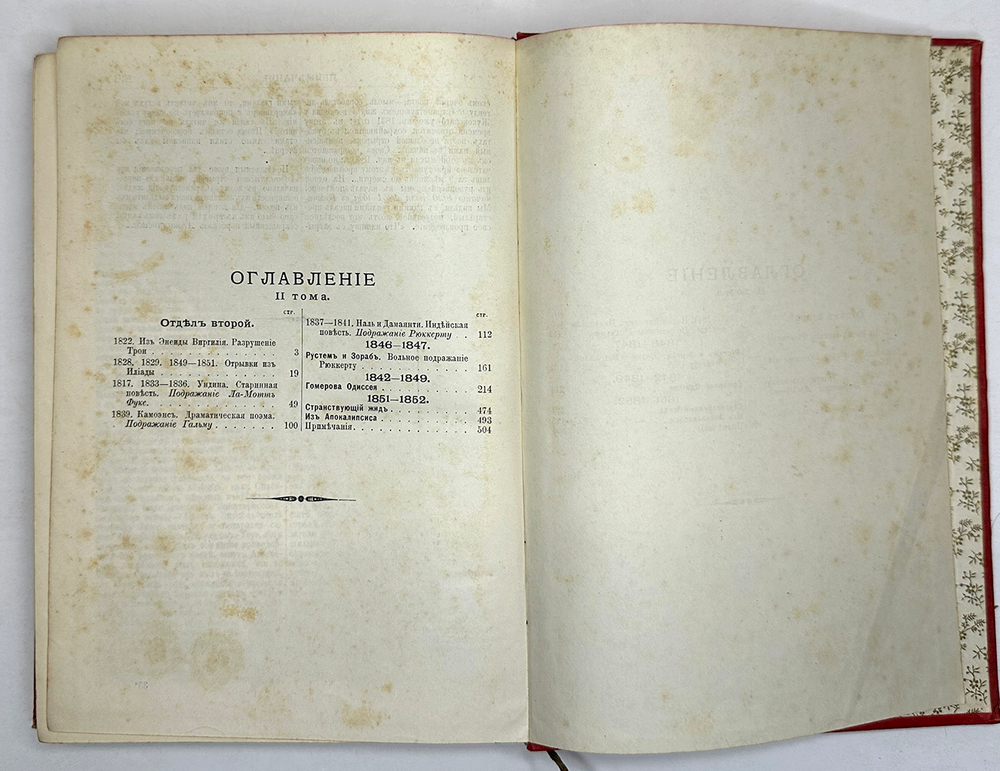 ОГЛАВЛЕНІЕ
II тома.
стр.
Отдѣлъ второй.
1822. Изъ Энеиды Виргилія. Разрушеніе
Трои . . . . . . . . . . . . . . 3
1828. 1829. 1849—1851. Отрывки изъ
Иліады . . . . . . . . . . . . . 19
1817. 1833—1836. Ундина. Старинная
повѣсть. Подражаніе Ла-Моттъ
Фуке. . . . . . . . . . . . . . . 49
1839. Камоэнсъ. Драматическая поэма.
Подражаніе Гальму . . . . . . . 100
стр.
1837—1841. Наль и Дамаянти. Индѣйская
повѣсть. Подражаніе Рюккерту . 112
1846—1847.
Рустемъ и Зорабъ. Вольное подражаніе
Рюккерту . . . . . . . . . . . . 161
1842—1849.
Гомерова Одиссея . . . . . . . . . . 214
1851—1852.
Странствующій жидъ . . . . . . . . . 474
Изъ Апокалипсиса . . . . . . . . . . 493
Примѣчанія. . . . . . . . . . . . . 504